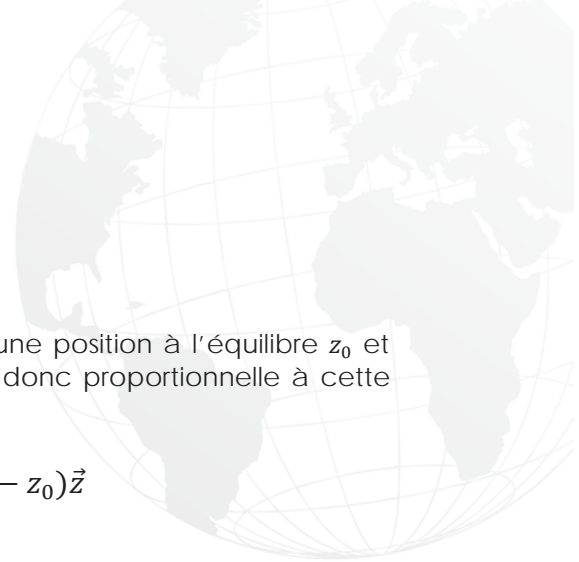 une position à l'équilibre z₀ et
donc proportionnelle à cette
− z₀)z⃗